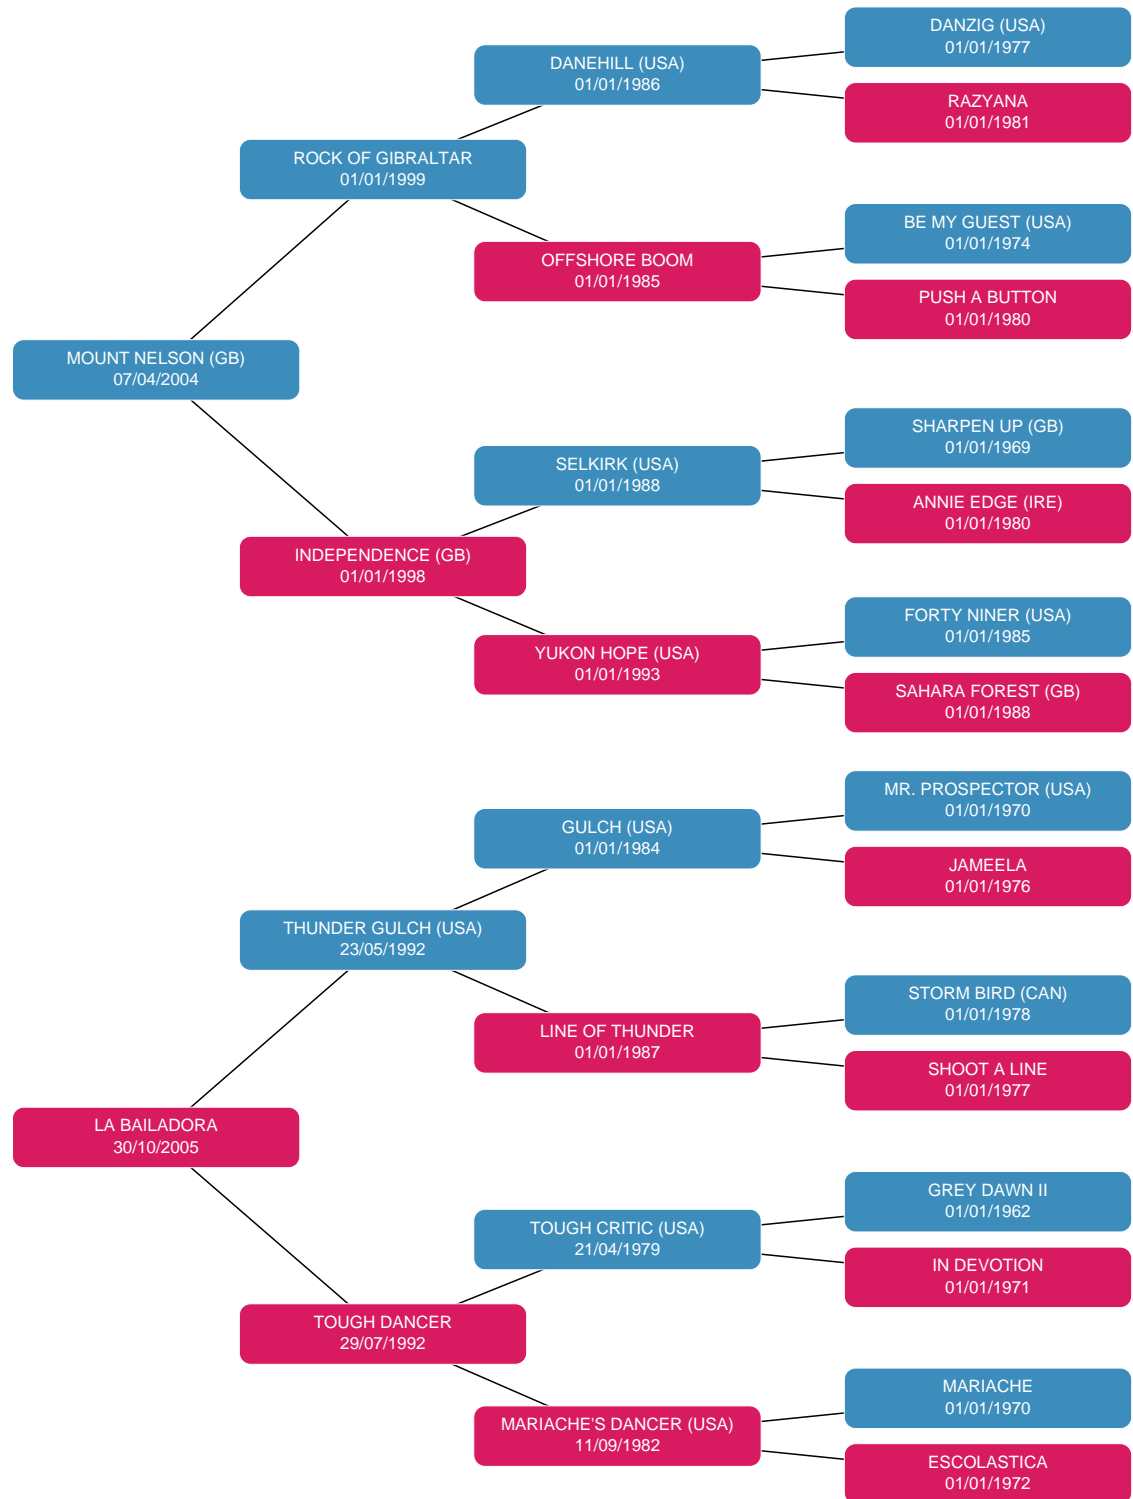 DANZIG (USA)
01/01/1977
DANEHILL (USA)
01/01/1986
RAZYANA
01/01/1981
ROCK OF GIBRALTAR
01/01/1999
BE MY GUEST (USA)
01/01/1974
OFFSHORE BOOM
01/01/1985
PUSH A BUTTON
01/01/1980
MOUNT NELSON (GB)
07/04/2004
SHARPEN UP (GB)
01/01/1969
SELKIRK (USA)
01/01/1988
ANNIE EDGE (IRE)
01/01/1980
INDEPENDENCE (GB)
01/01/1998
FORTY NINER (USA)
01/01/1985
YUKON HOPE (USA)
01/01/1993
SAHARA FOREST (GB)
01/01/1988
MR. PROSPECTOR (USA)
01/01/1970
GULCH (USA)
01/01/1984
JAMEELA
01/01/1976
THUNDER GULCH (USA)
23/05/1992
STORM BIRD (CAN)
01/01/1978
LINE OF THUNDER
01/01/1987
SHOOT A LINE
01/01/1977
LA BAILADORA
30/10/2005
GREY DAWN II
01/01/1962
TOUGH CRITIC (USA)
21/04/1979
IN DEVOTION
01/01/1971
TOUGH DANCER
29/07/1992
MARIACHE
01/01/1970
MARIACHE'S DANCER (USA)
11/09/1982
ESCOLASTICA
01/01/1972